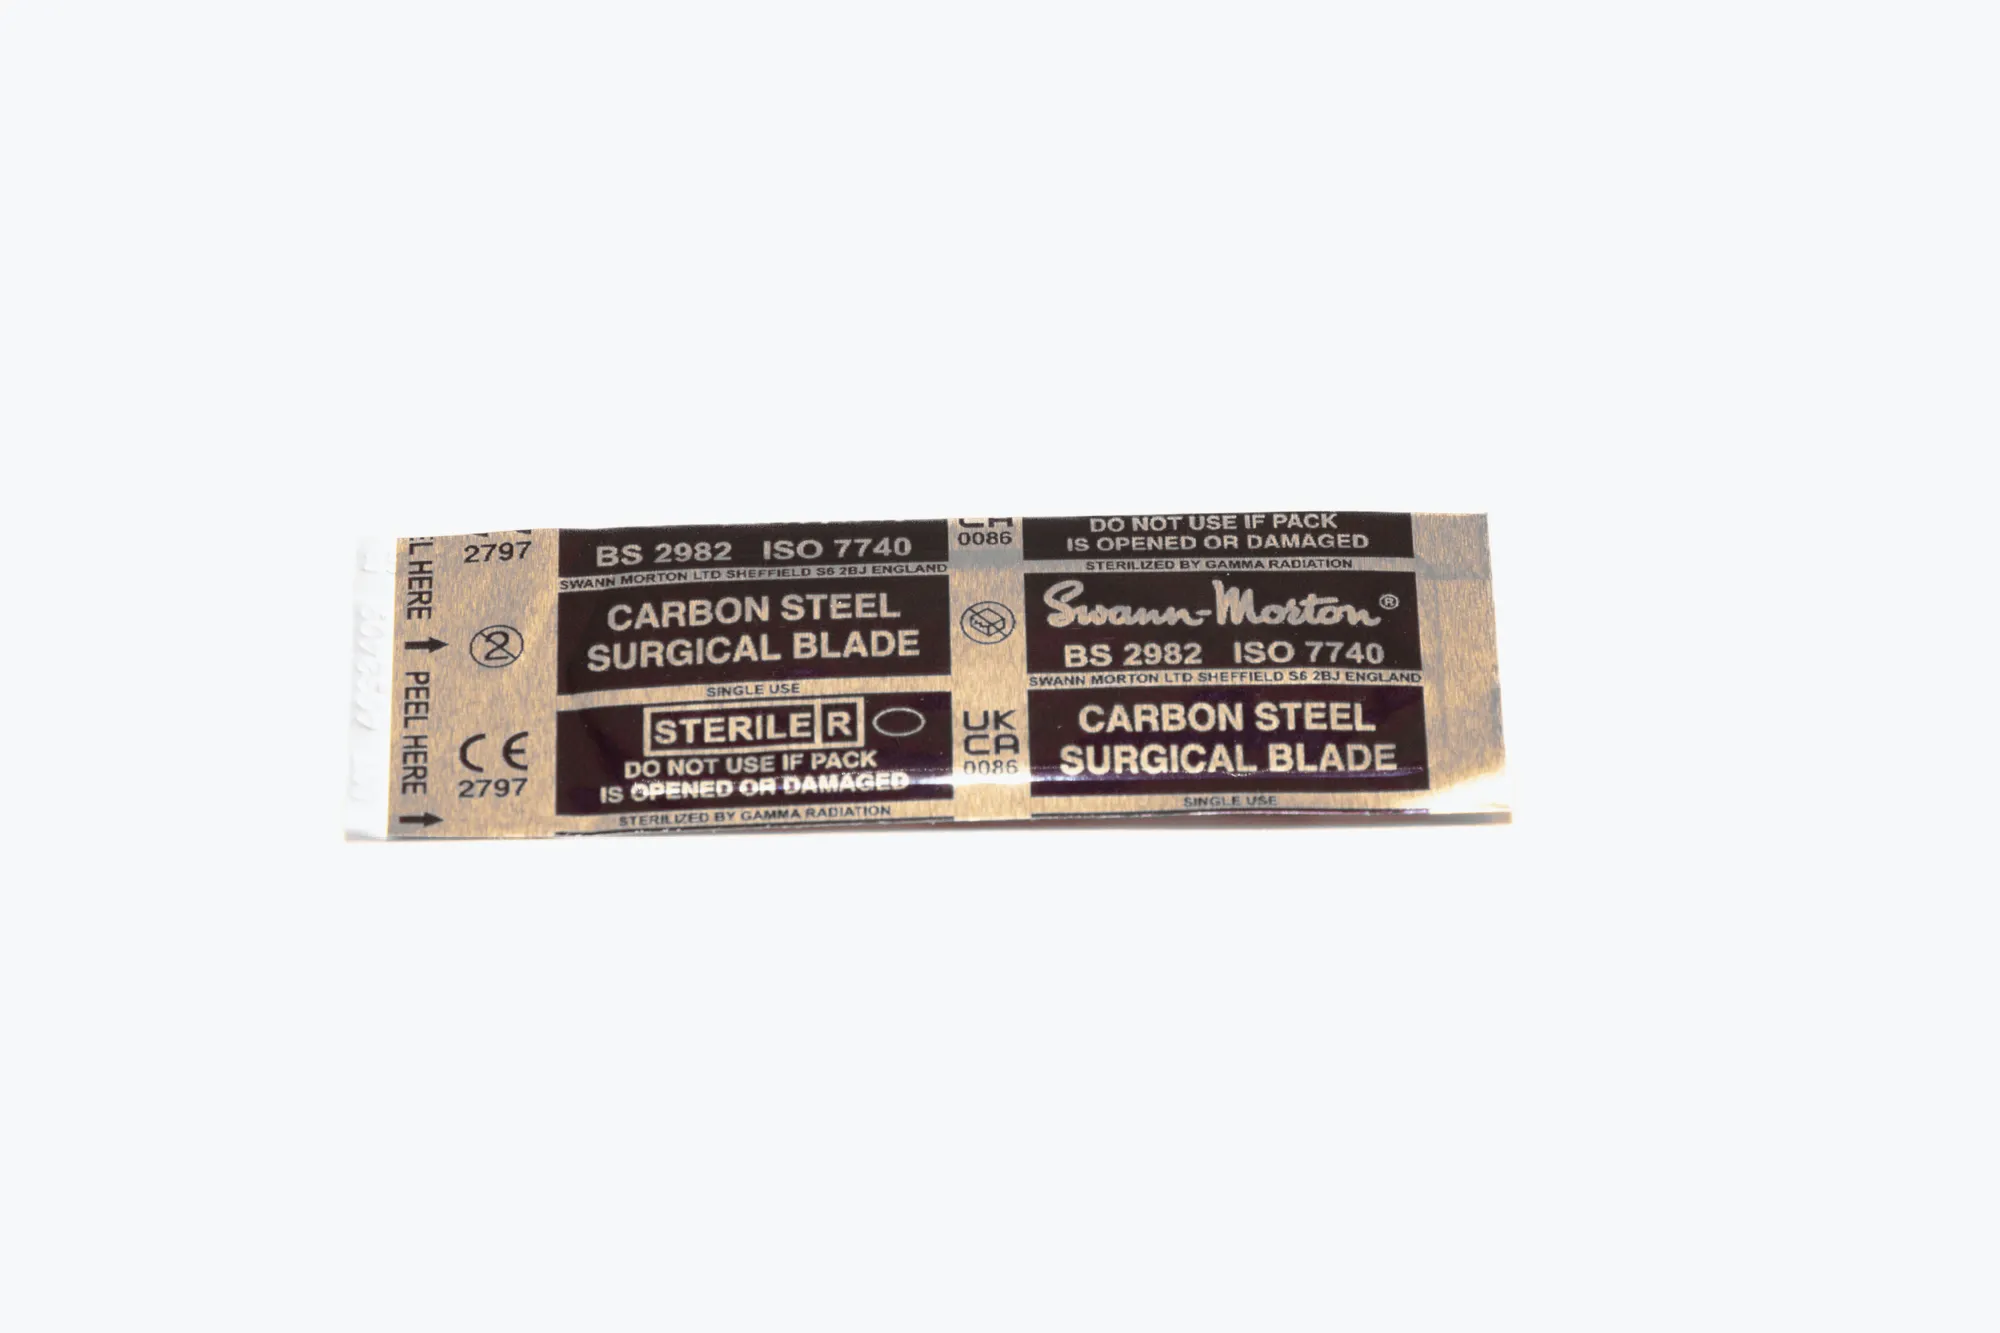 PEEL HERE
2797
2
CE
2797
BS 2982 ISO 7740
SWANN MORTON LTD SHEFFIELD S6 2BJ ENGLAND
CARBON STEEL
SURGICAL BLADE
SINGLE USE
STERILE R
DO NOT USE IF PACK
IS OPENED OR DAMAGED
STERILIZED BY GAMMA RADIATION
CA
0086
UK
CA
0086
DO NOT USE IF PACK
IS OPENED OR DAMAGED
STERILIZED BY GAMMA RADIATION
Swann-Morton®
BS 2982 ISO 7740
SWANN MORTON LTD SHEFFIELD S6 2BJ ENGLAND
CARBON STEEL
SURGICAL BLADE
SINGLE USE